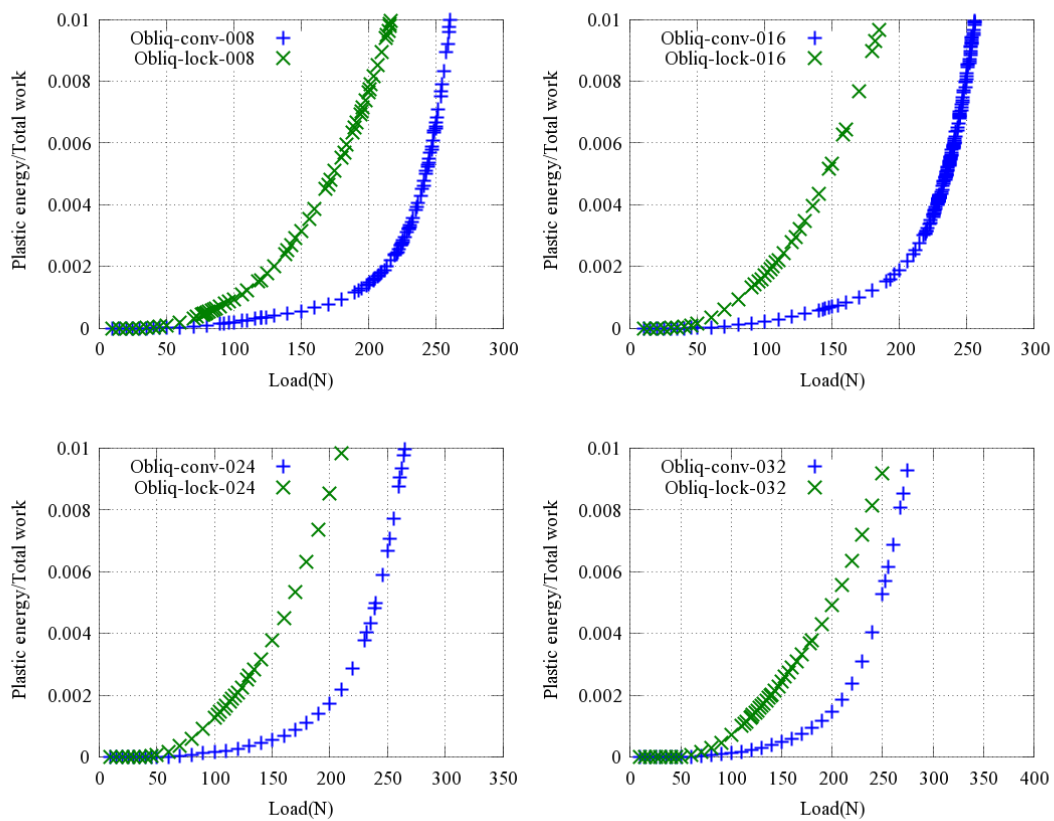 Plastic energy/Total work
0.01
0.008
0.006
0.004
0.002
0
Obliq-conv-008
Obliq-lock-008
0 50 100 150 200 250 300
Load(N)
Plastic energy/Total work
0.01
0.008
0.006
0.004
0.002
0
Obliq-conv-016
Obliq-lock-016
0 50 100 150 200 250 300
Load(N)
Plastic energy/Total work
0.01
0.008
0.006
0.004
0.002
0
Obliq-conv-024
Obliq-lock-024
0 50 100 150 200 250 300 350
Load(N)
Plastic energy/Total work
0.01
0.008
0.006
0.004
0.002
0
Obliq-conv-032
Obliq-lock-032
0 50 100 150 200 250 300 350 400
Load(N)